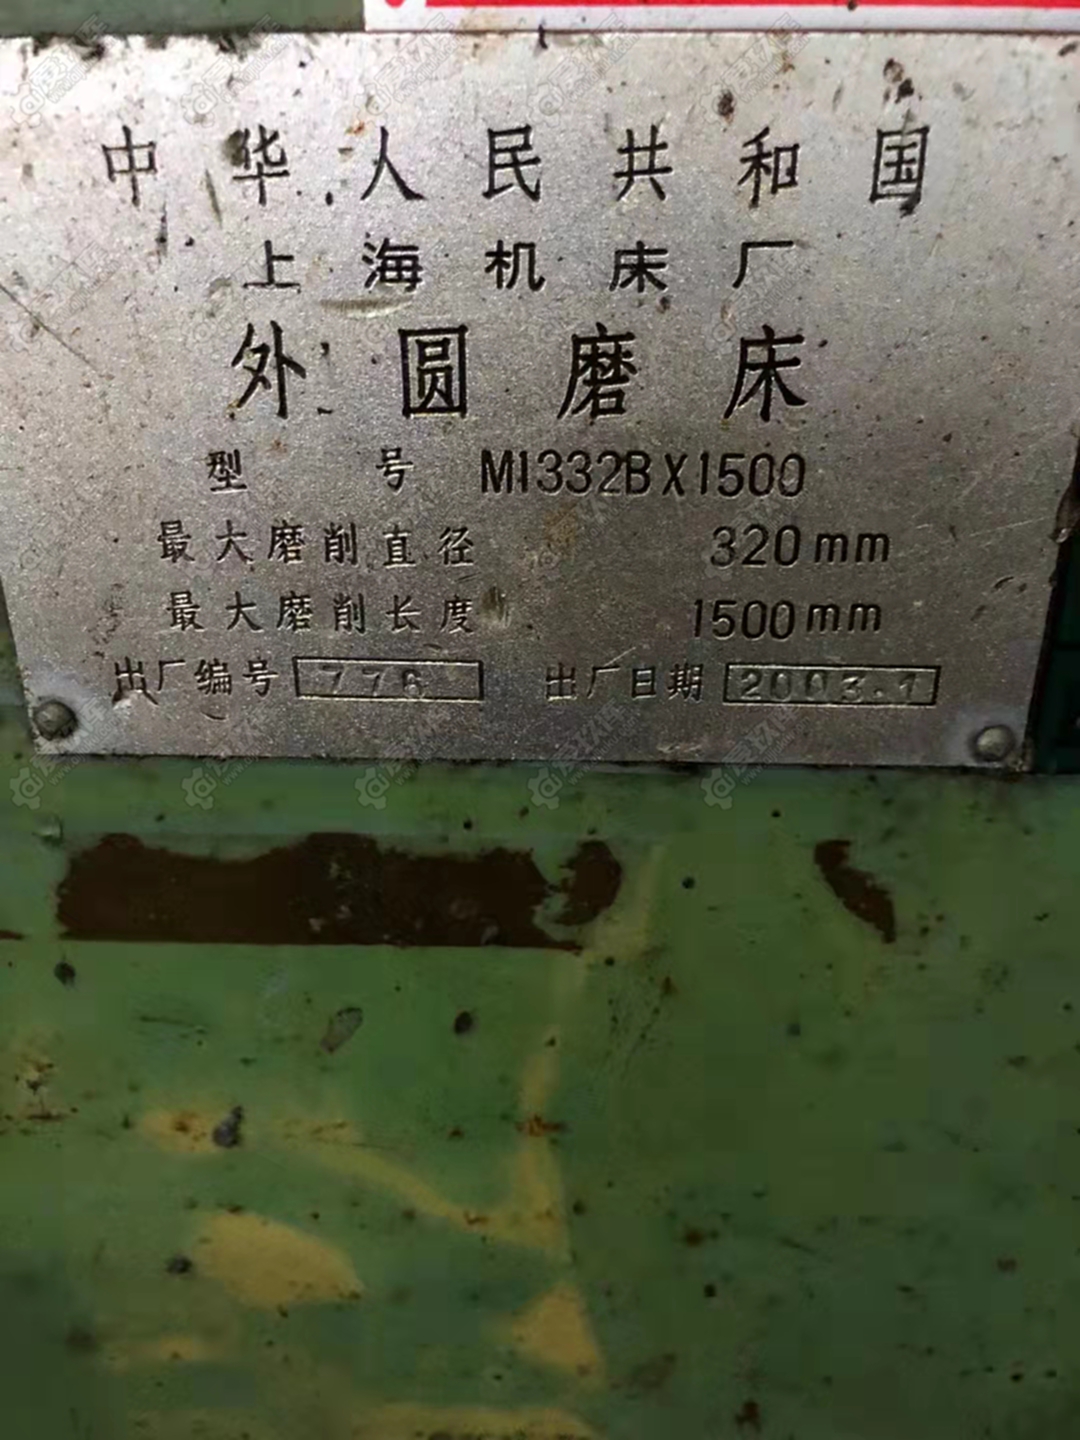 中华人民共和国
上海机床厂
外圆磨床
型号 M1332BX1500
最大磨削直径 320mm
最大磨削长度 1500mm
出厂编号 776 出厂日期 2003.1